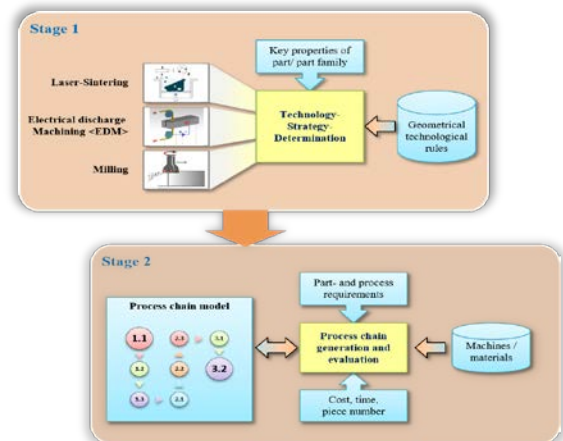 Stage 1
Key properties of
part/ part family
Laser-Sintering
Electrical discharge
Machining <EDM>
Milling
Technology-
Strategy-
Determination
Geometrical
technological
rules
Stage 2
Process chain model
1.1
3.1
3.2
Part- and process
requirements
Process chain
generation and
evaluation
Machines /
materials
Cost, time,
piece number